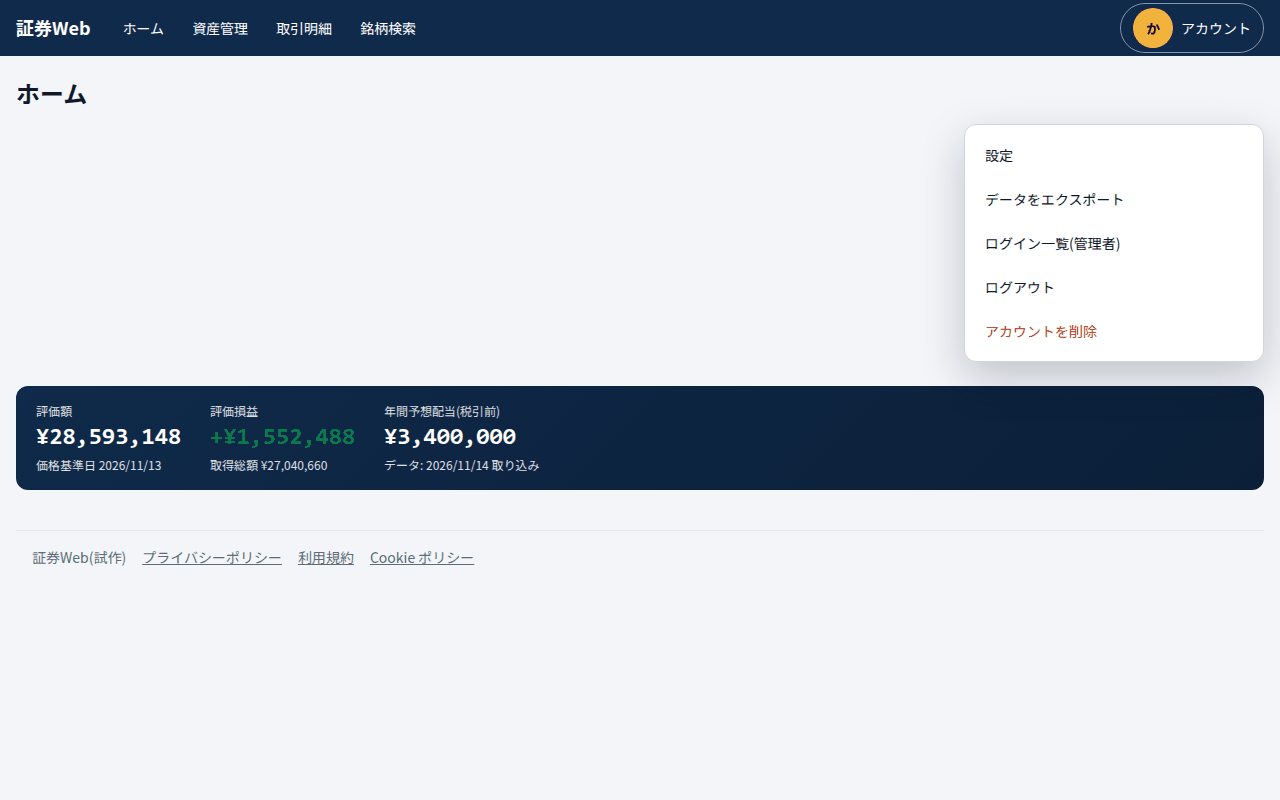 証券Web ホーム 資産管理 取引明細 銘柄検索 か アカウント
ホーム
設定
データをエクスポート
ログイン一覧(管理者)
ログアウト
アカウントを削除
評価額 評価損益 年間予想配当(税引前)
¥28,593,148 +¥1,552,488 ¥3,400,000
価格基準日 2026/11/13 取得総額 ¥27,040,660 データ: 2026/11/14 取り込み
証券Web(試作) プライバシーポリシー 利用規約 Cookie ポリシー